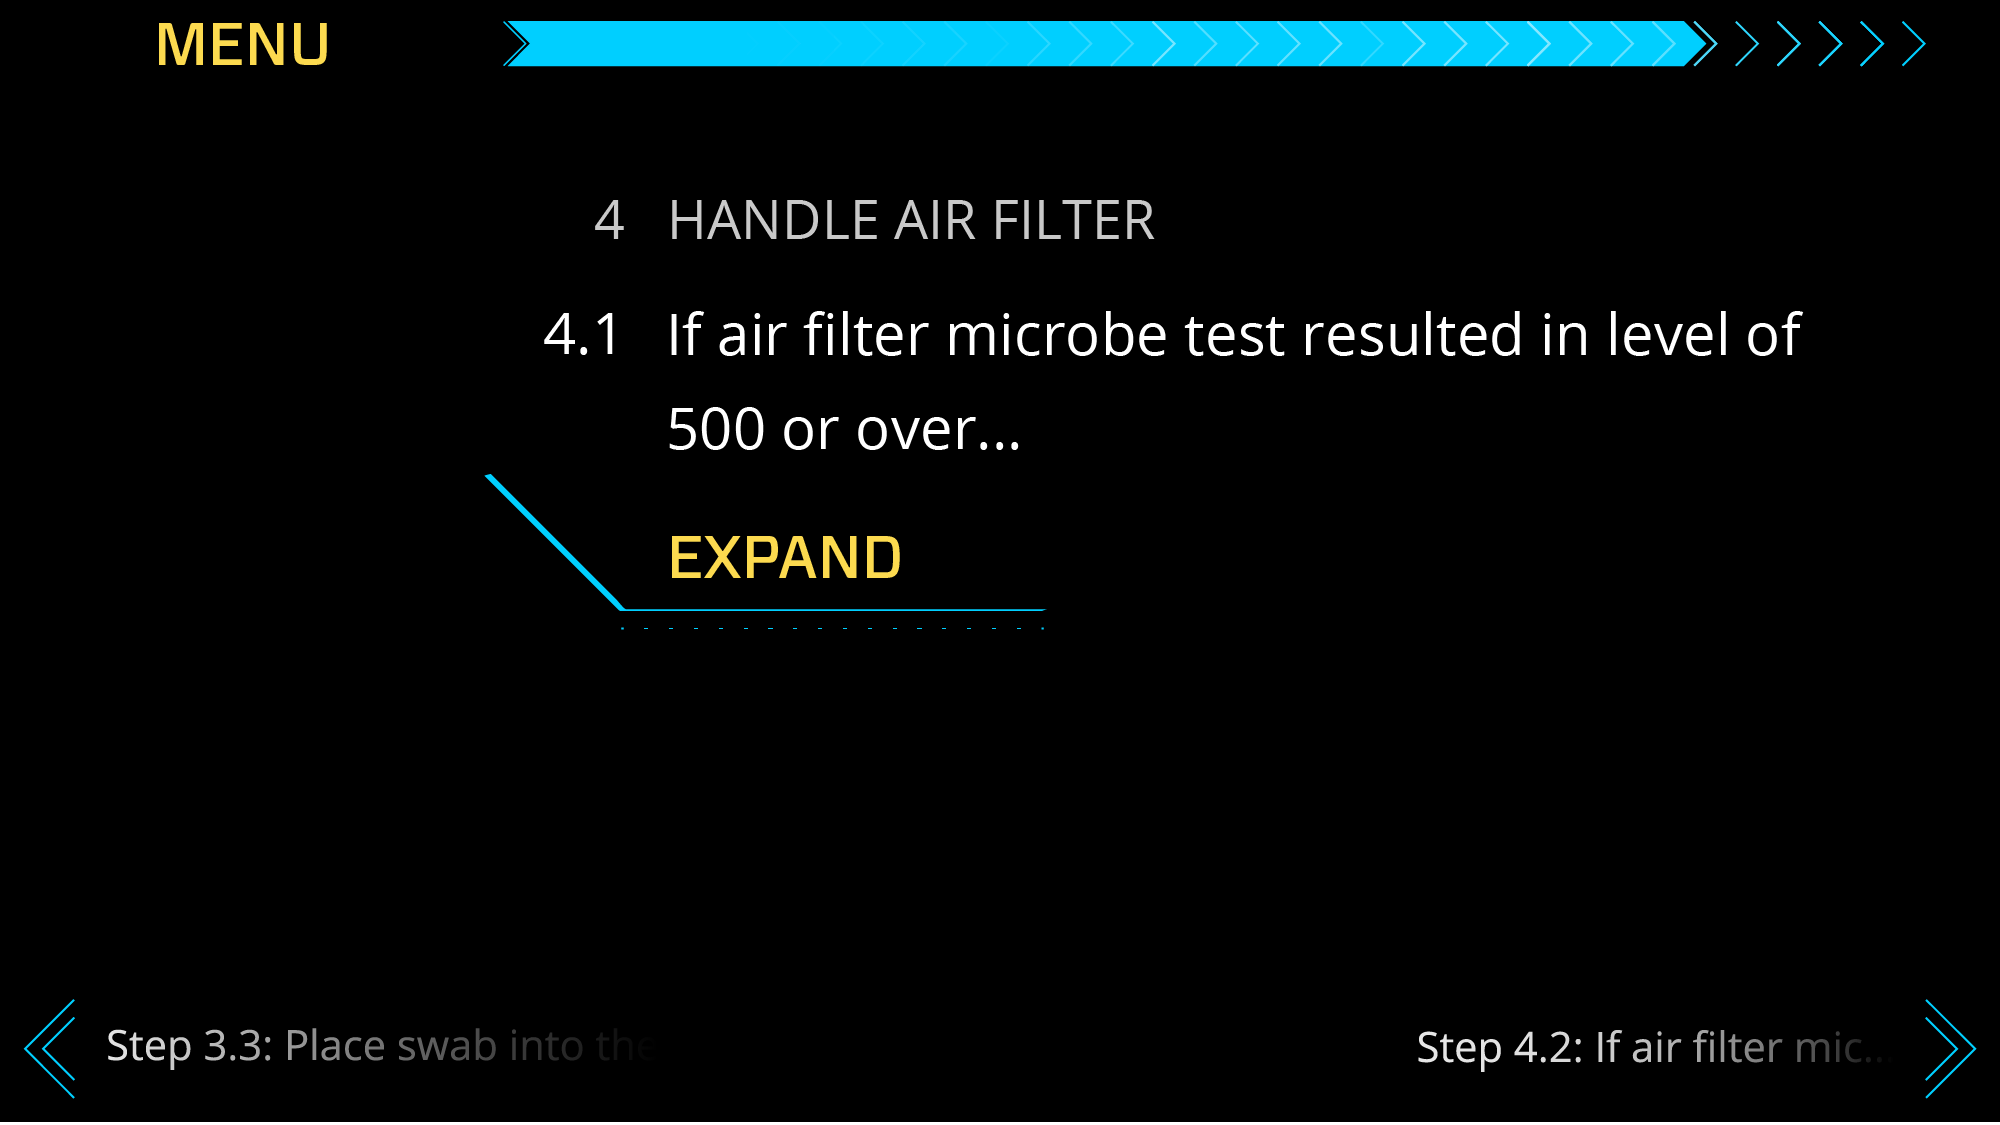 MENU
4 HANDLE AIR FILTER
4.1 If air filter microbe test resulted in level of
500 or over...
EXPAND
Step 3.3: Place swab into the
Step 4.2: If air filter mic...